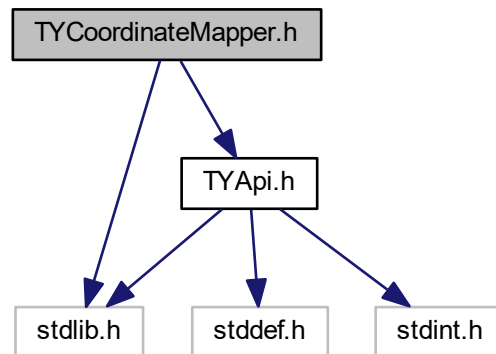 TYCoordinateMapper.h
TYApi.h
stdlib.h
stddef.h
stdint.h